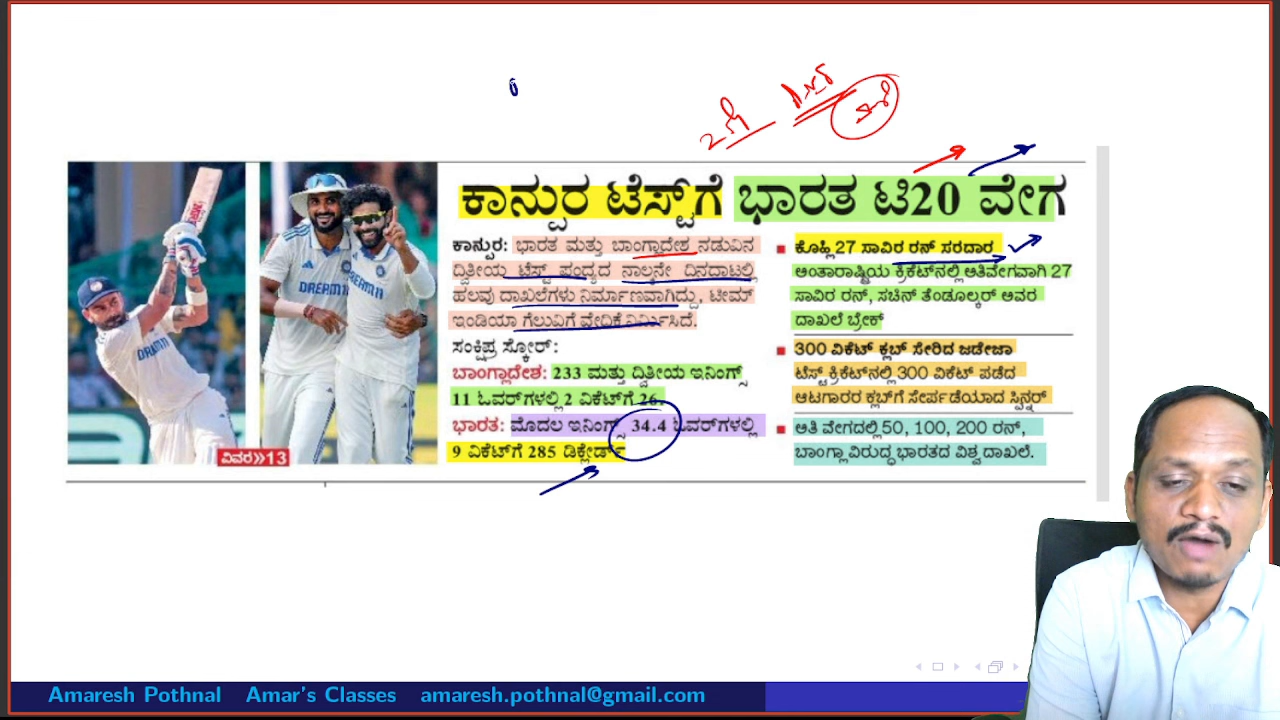 ಕಾನ್ಪುರ ಟೆಸ್ಟ್‌ಗೆ ಭಾರತ ಟಿ20 ವೇಗ
ಕಾನ್ಪುರ: ಭಾರತ ಮತ್ತು ಬಾಂಗ್ಲಾದೇಶ ನಡುವಿನ
ದ್ವಿತೀಯ ಟೆಸ್ಟ್ ಪಂದ್ಯದ ನಾಲ್ಕನೇ ದಿನದಾಟದಲ್ಲಿ
ಹಲವು ದಾಖಲೆಗಳು ನಿರ್ಮಾಣವಾಗಿದ್ದು, ಟೀಮ್
ಇಂಡಿಯಾ ಗೆಲುವಿಗೆ ವೇದಿಕೆ ನಿರ್ಮಿಸಿದೆ.
ಸಂಕ್ಷಿಪ್ತ ಸ್ಕೋರ್:
ಬಾಂಗ್ಲಾದೇಶ: 233 ಮತ್ತು ದ್ವಿತೀಯ ಇನಿಂಗ್ಸ್
11 ಓವರ್‌ಗಳಲ್ಲಿ 2 ವಿಕೆಟ್‌ಗೆ 26.
ಭಾರತ: ಮೊದಲ ಇನಿಂಗ್ಸ್ 34.4 ಓವರ್‌ಗಳಲ್ಲಿ
9 ವಿಕೆಟ್‌ಗೆ 285 ಡಿಕ್ಲೇರ್ಡ್
ಕೊಹ್ಲಿ 27 ಸಾವಿರ ರನ್ ಸರದಾರ
ಅಂತಾರಾಷ್ಟ್ರಿಯ ಕ್ರಿಕೆಟ್‌ನಲ್ಲಿ ಅತಿವೇಗವಾಗಿ 27
ಸಾವಿರ ರನ್, ಸಚಿನ್ ತೆಂಡೂಲ್ಕರ್ ಅವರ
ದಾಖಲೆ ಬ್ರೇಕ್
300 ವಿಕೆಟ್ ಕ್ಲಬ್ ಸೇರಿದ ಜಡೇಜಾ
ಟೆಸ್ಟ್ ಕ್ರಿಕೆಟ್‌ನಲ್ಲಿ 300 ವಿಕೆಟ್ ಪಡೆದ
ಆಟಗಾರರ ಕ್ಲಬ್‌ಗೆ ಸೇರ್ಪಡೆಯಾದ ಸ್ಪಿನ್ನರ್
ಅತಿ ವೇಗದಲ್ಲಿ 50, 100, 200 ರನ್,
ಬಾಂಗ್ಲಾ ವಿರುದ್ಧ ಭಾರತದ ವಿಶ್ವ ದಾಖಲೆ.
DREAM11
DREAM11
DREAM11
ವಿವರ»13
Amaresh Pothnal Amar's Classes amaresh.pothnal@gmail.com